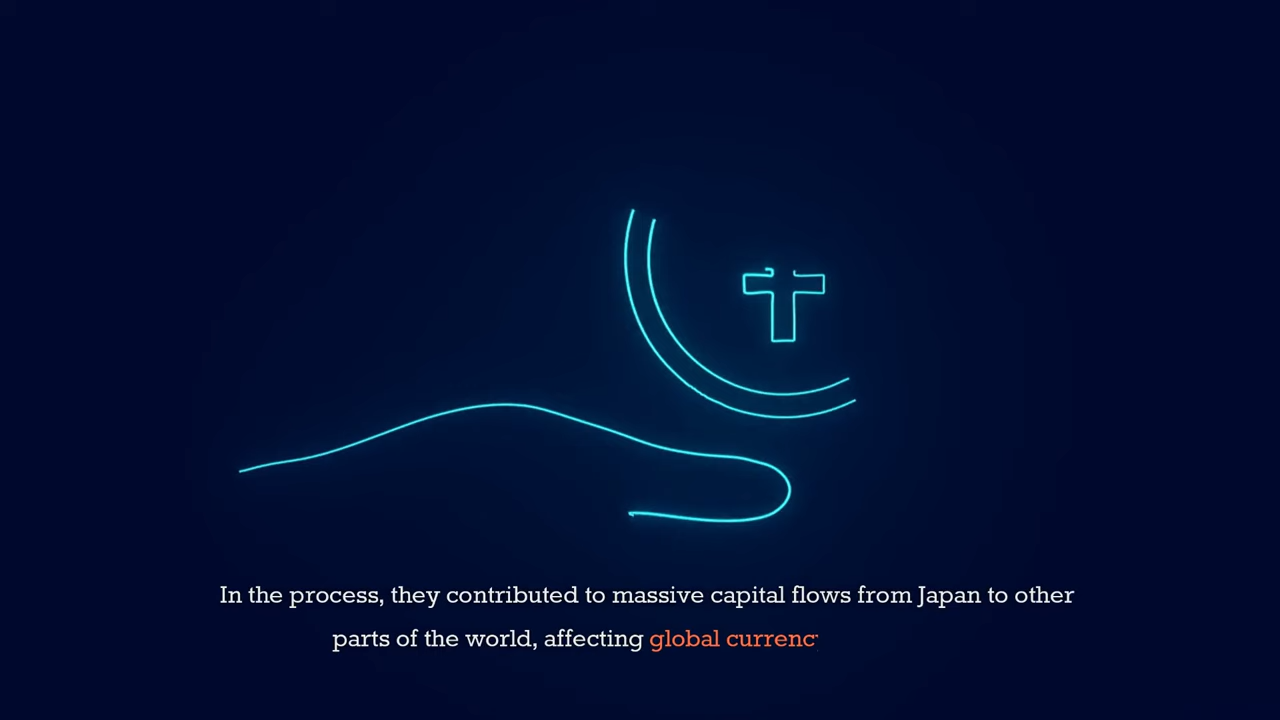 In the process, they contributed to massive capital flows from Japan to other
parts of the world, affecting global currenc